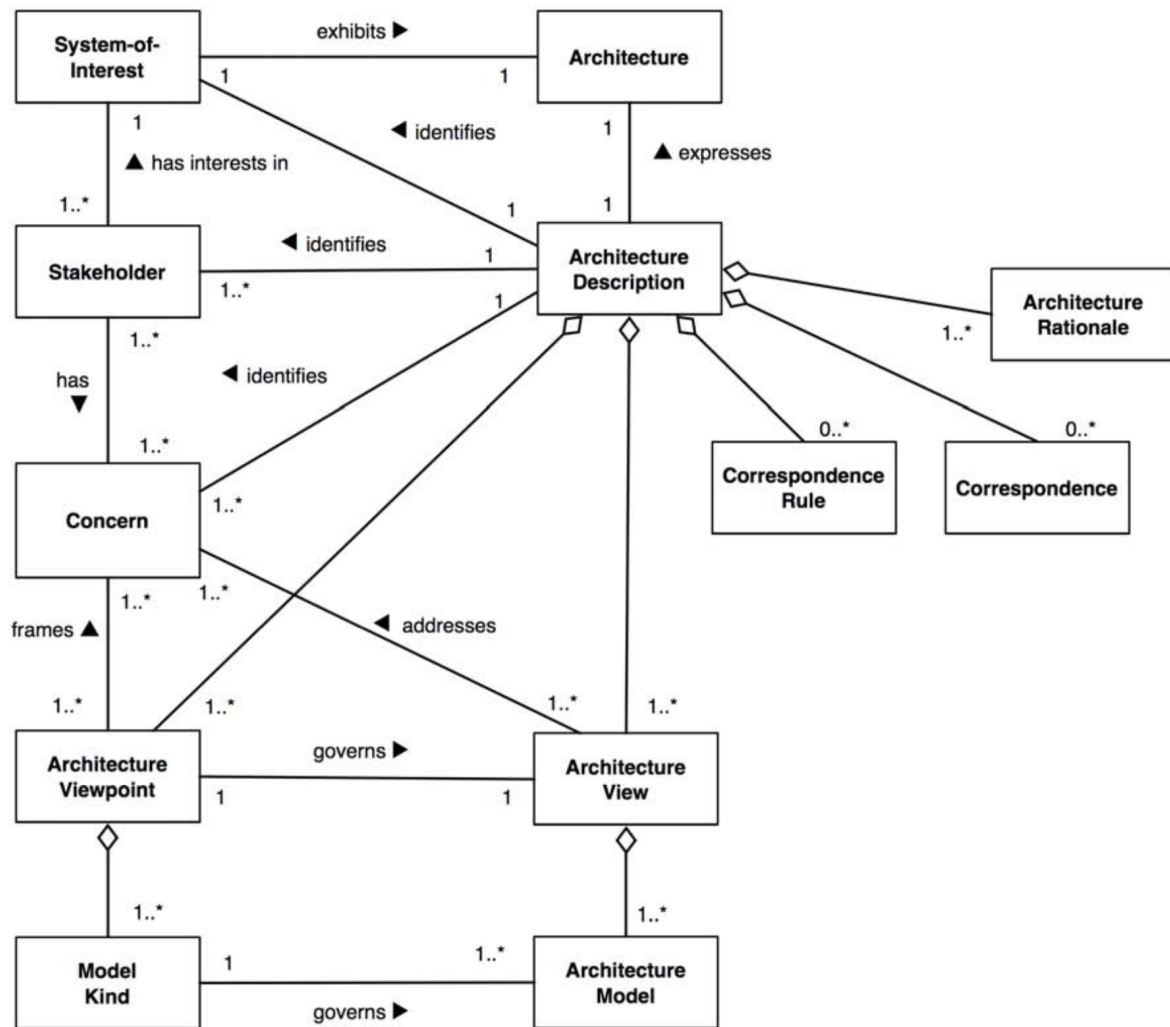 System-of-
Interest
exhibits ▶
Architecture
1
1
1
◀ identifies
1
▲ has interests in
▲ expresses
1..*
1
1
Stakeholder
◀ identifies
1
1..*
Architecture
Description
1
1..*
Architecture
Rationale
1..*
has
▼
◀ identifies
1..*
1..*
0..*
0..*
Concern
Correspondence
Rule
Correspondence
1..*
1..*
frames ▲
◀ addresses
1..*
1..*
1..*
1..*
Architecture
Viewpoint
governs ▶
1
1
Architecture
View
1..*
1..*
Model
Kind
1
1..*
governs ▶
Architecture
Model